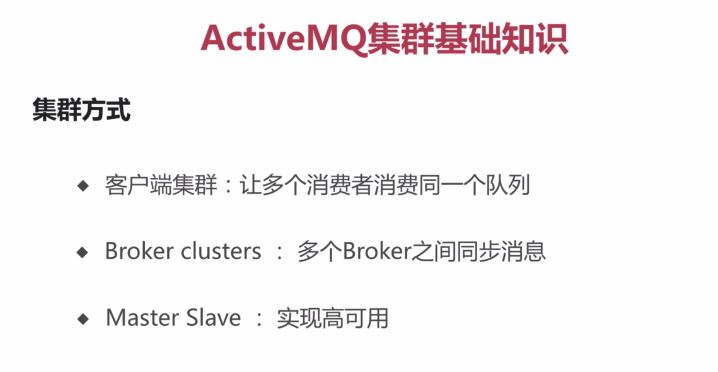 ActiveMQ集群基础知识
集群方式
◆ 客户端集群：让多个消费者消费同一个队列
◆ Broker clusters ： 多个Broker之间同步消息
◆ Master Slave ： 实现高可用